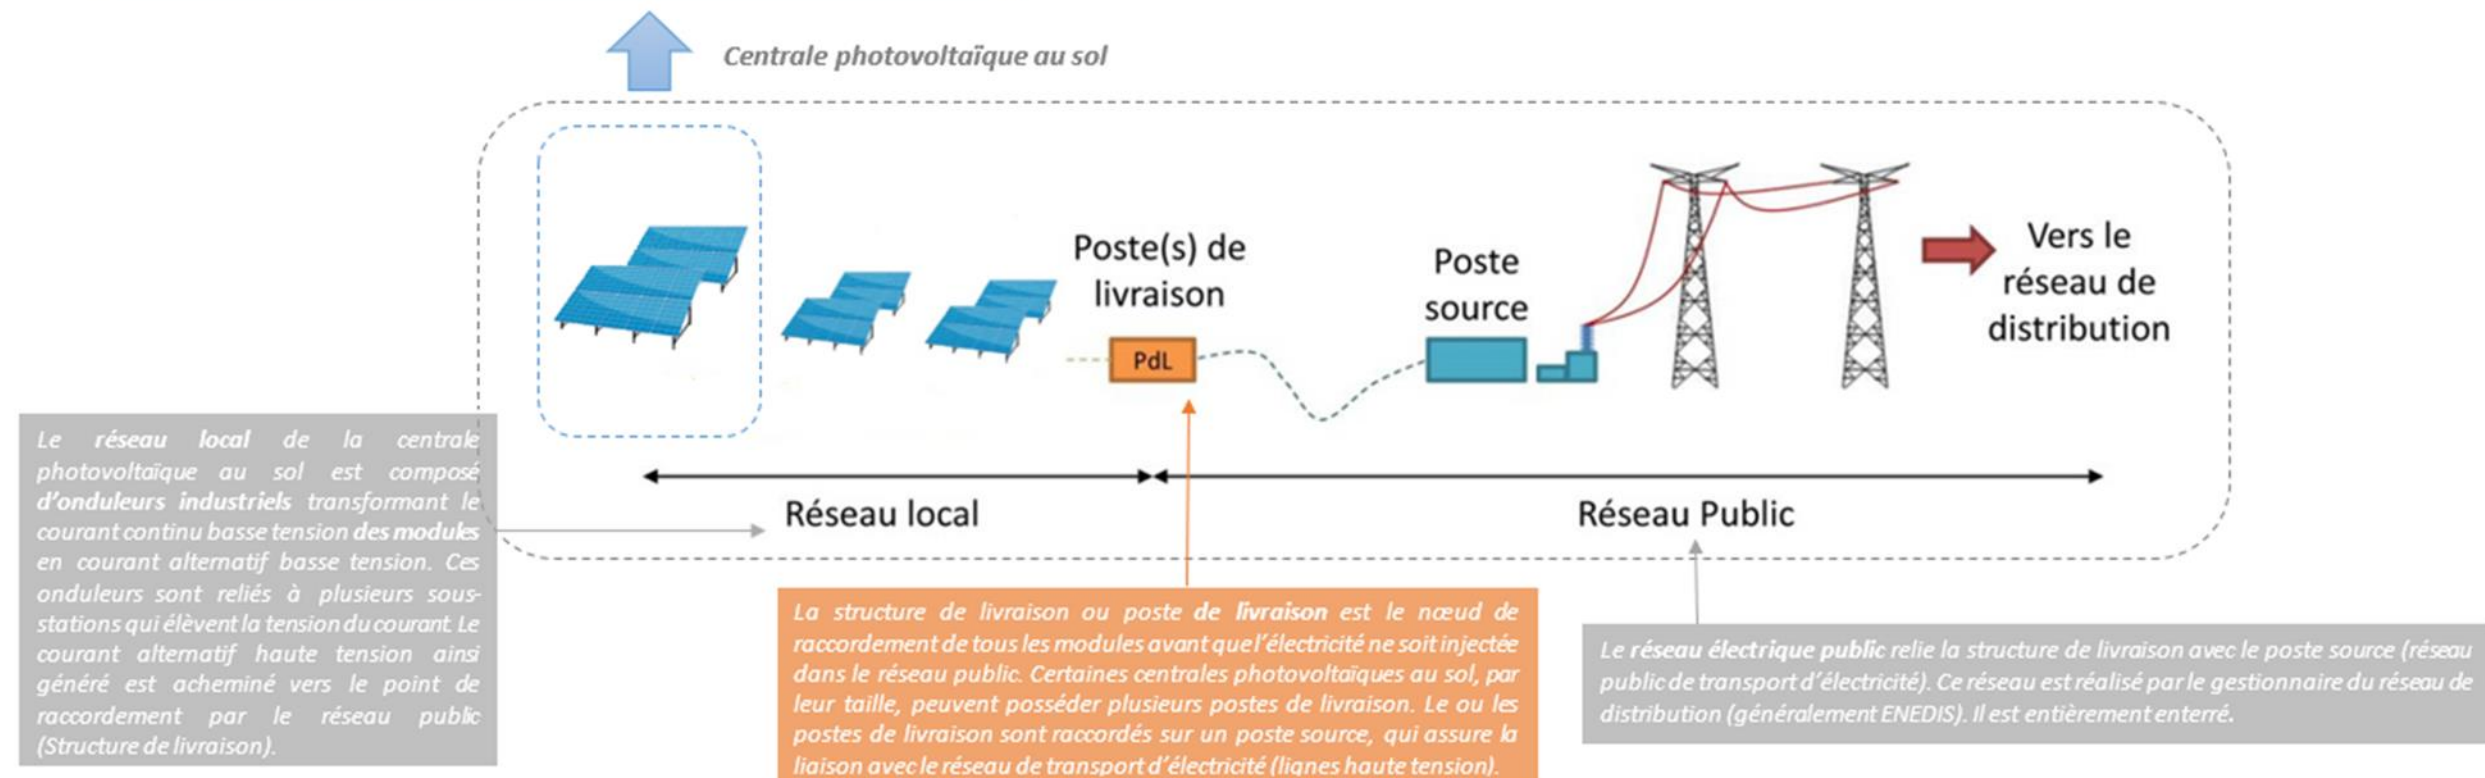 Centrale photovoltaïque au sol
Poste(s) de
livraison
PdL
Poste
source
Vers le
réseau de
distribution
Réseau local
Réseau Public
Le réseau local de la centrale
photovoltaïque au sol est composé
d’onduleurs industriels transformant le
courant continu basse tension des modules
en courant alternatif basse tension. Ces
onduleurs sont reliés à plusieurs sous-
stations qui élèvent la tension du courant. Le
courant alternatif haute tension ainsi
généré est acheminé vers le point de
raccordement par le réseau public
(Structure de livraison).
La structure de livraison ou poste de livraison est le nœud de
raccordement de tous les modules avant que l’électricité ne soit injectée
dans le réseau public. Certaines centrales photovoltaïques au sol, par
leur taille, peuvent posséder plusieurs postes de livraison. Le ou les
postes de livraison sont raccordés sur un poste source, qui assure la
liaison avec le réseau de transport d’électricité (lignes haute tension).
Le réseau électrique public relie la structure de livraison avec le poste source (réseau
public de transport d’électricité). Ce réseau est réalisé par le gestionnaire du réseau de
distribution (généralement ENEDIS). Il est entièrement enterré.